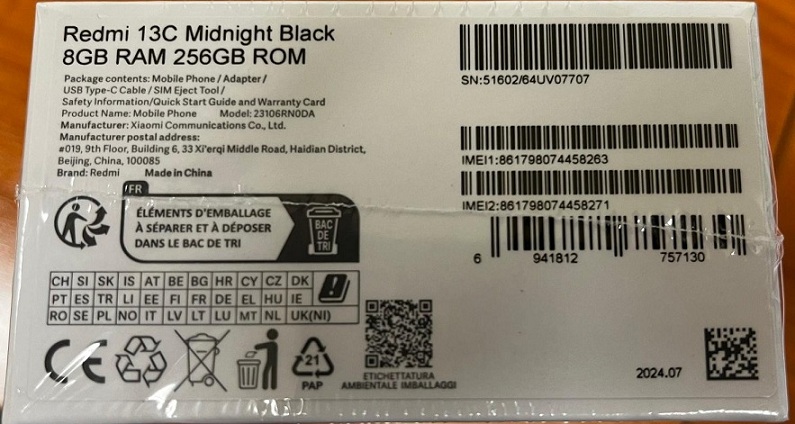 Redmi 13C Midnight Black
8GB RAM 256GB ROM
Package contents: Mobile Phone / Adapter /
USB Type-C Cable / SIM Eject Tool /
Safety Information/Quick Start Guide and Warranty Card
Product Name: Mobile Phone Model: 23106RN0DA
Manufacturer: Xiaomi Communications Co., Ltd.
Manufacturer postal address:
#019, 9th Floor, Building 6, 33 Xi'erqi Middle Road, Haidian District,
Beijing, China, 100085
Brand: Redmi Made in China
SN:51602/64UV07707
IMEI1:861798074458263
IMEI2:861798074458271
6 941812 757130
FR
ÉLÉMENTS D'EMBALLAGE
À SÉPARER ET À DÉPOSER
DANS LE BAC DE TRI
BAC
DE
TRI
CH SI SK IS AT BE BG HR CY CZ DK
PT ES TR LI EE FI FR DE EL HU IE
RO SE PL NO IT LV LT LU MT NL UK(NI)
CE
21
PAP
ETICHETTATURA
AMBIENTALE IMBALLAGGI
2024.07